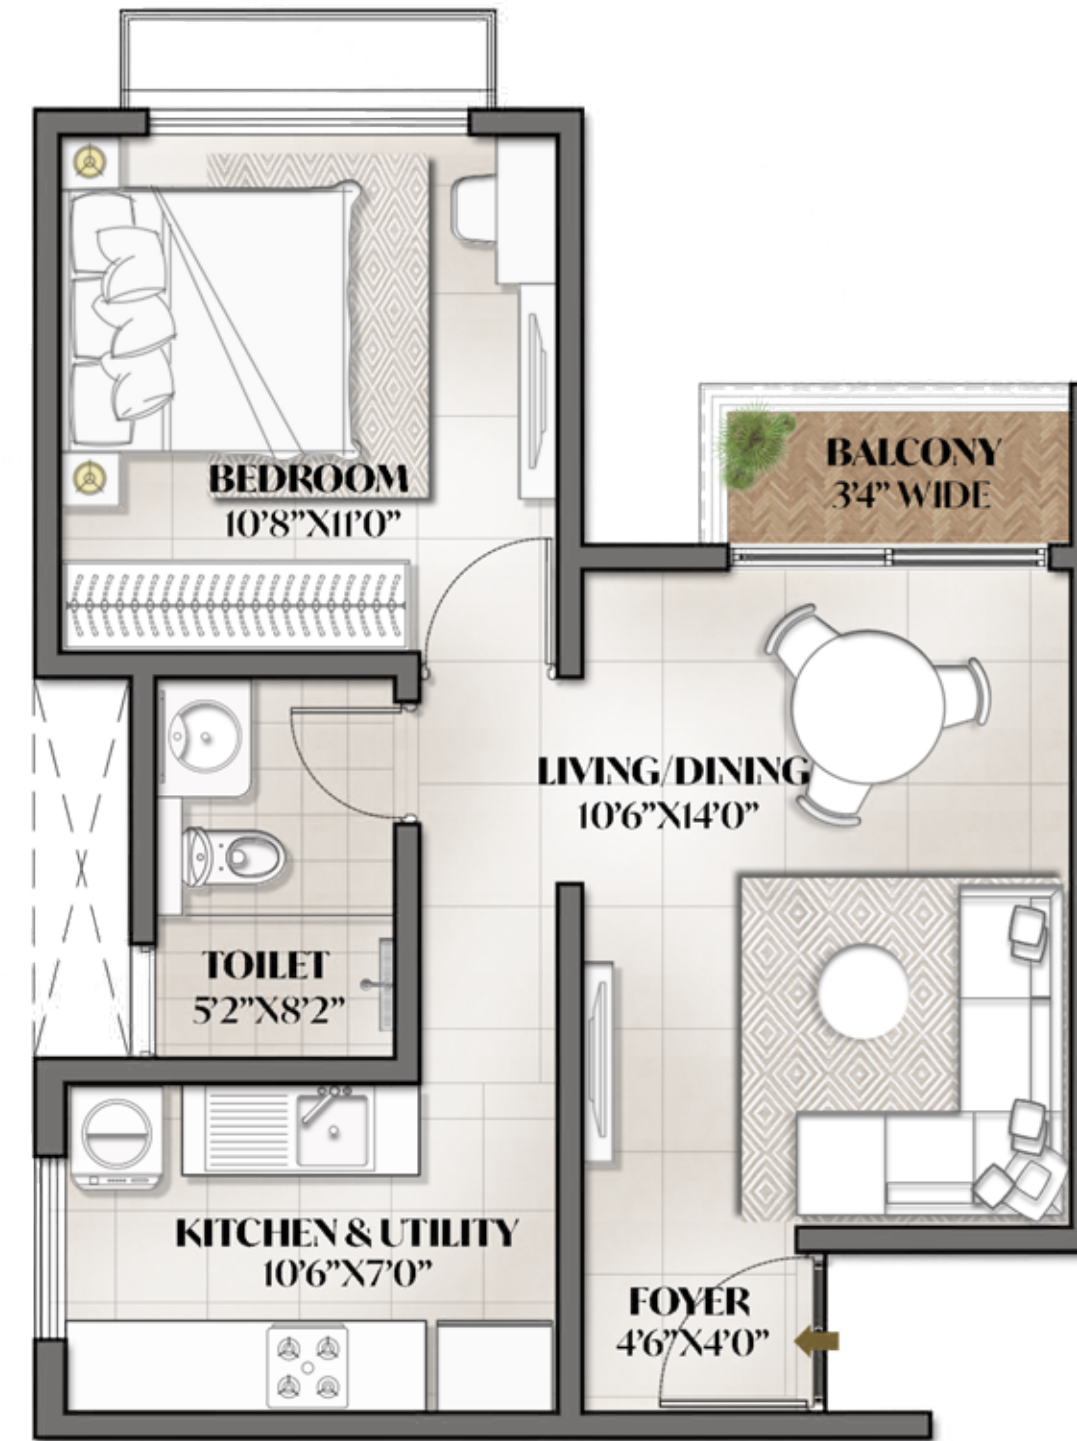 BEDROOM
10'8"X11'0"
BALCONY
3'4" WIDE
LIVING/DINING
10'6"X14'0"
TOILET
5'2"X8'2"
KITCHEN & UTILITY
10'6"X7'0"
FOYER
4'6"X4'0"